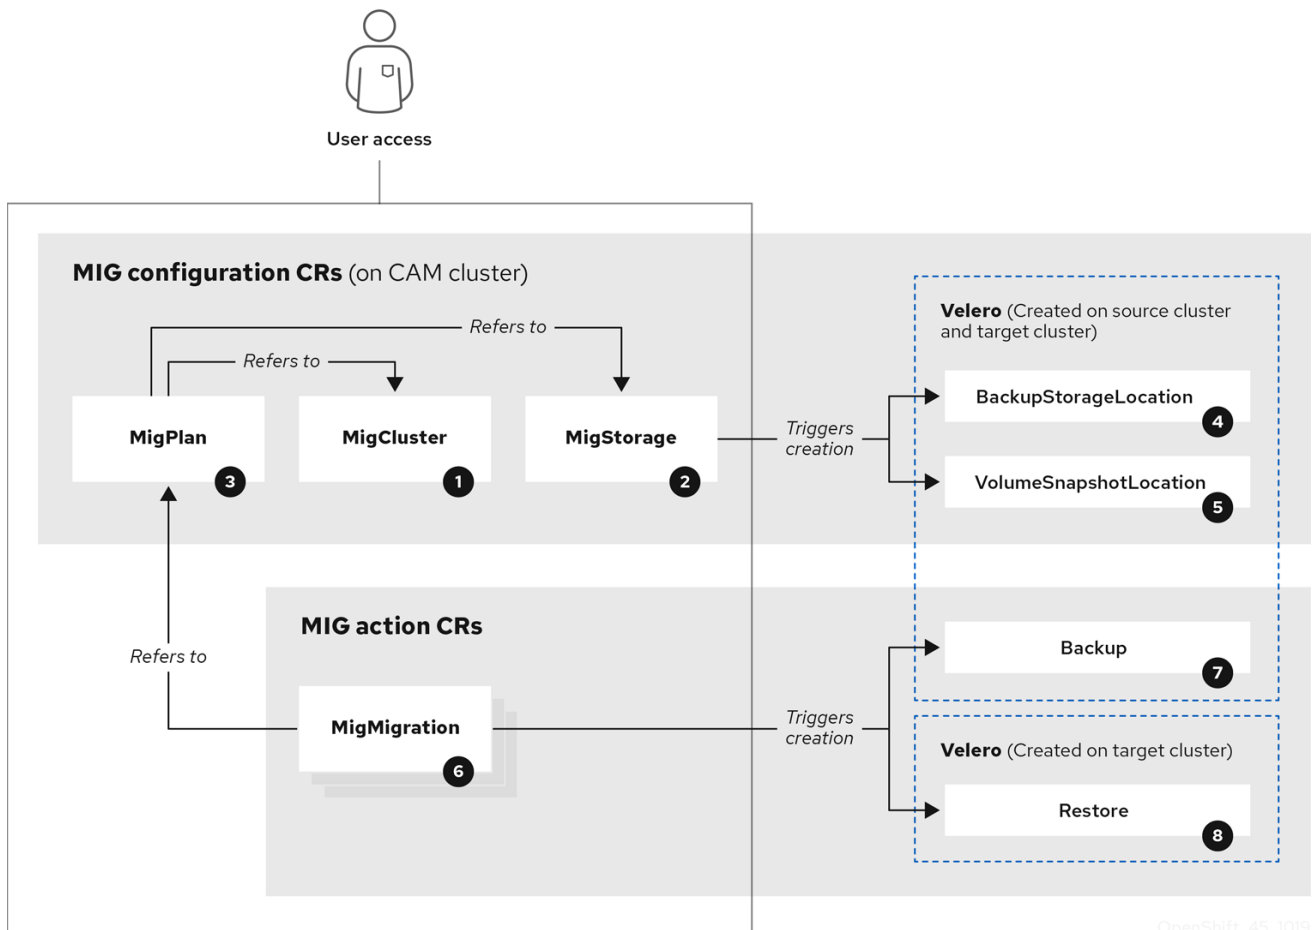 User access
MIG configuration CRs (on CAM cluster)
Refers to
Refers to
MigPlan
3
MigCluster
1
MigStorage
2
Triggers
creation
Velero (Created on source cluster
and target cluster)
BackupStorageLocation
4
VolumeSnapshotLocation
5
Refers to
MIG action CRs
MigMigration
6
Triggers
creation
Backup
7
Velero (Created on target cluster)
Restore
8
OpenShift_45_1019